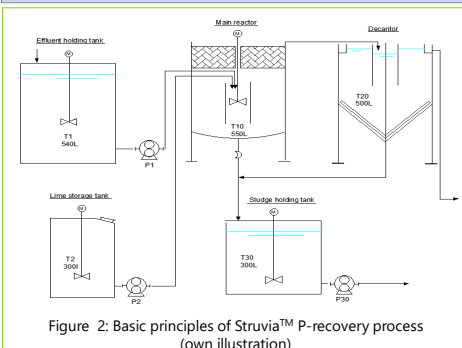 Main reactor
Decantor
Effluent holding tank
M
M
T1
540L
P1
T10
550L
T20
500L
Lime storage tank
M
T2
300l
P2
Sludge holding tank
M
T30
300L
P30
Figure 2: Basic principles of Struvia™ P-recovery process
(own illustration)